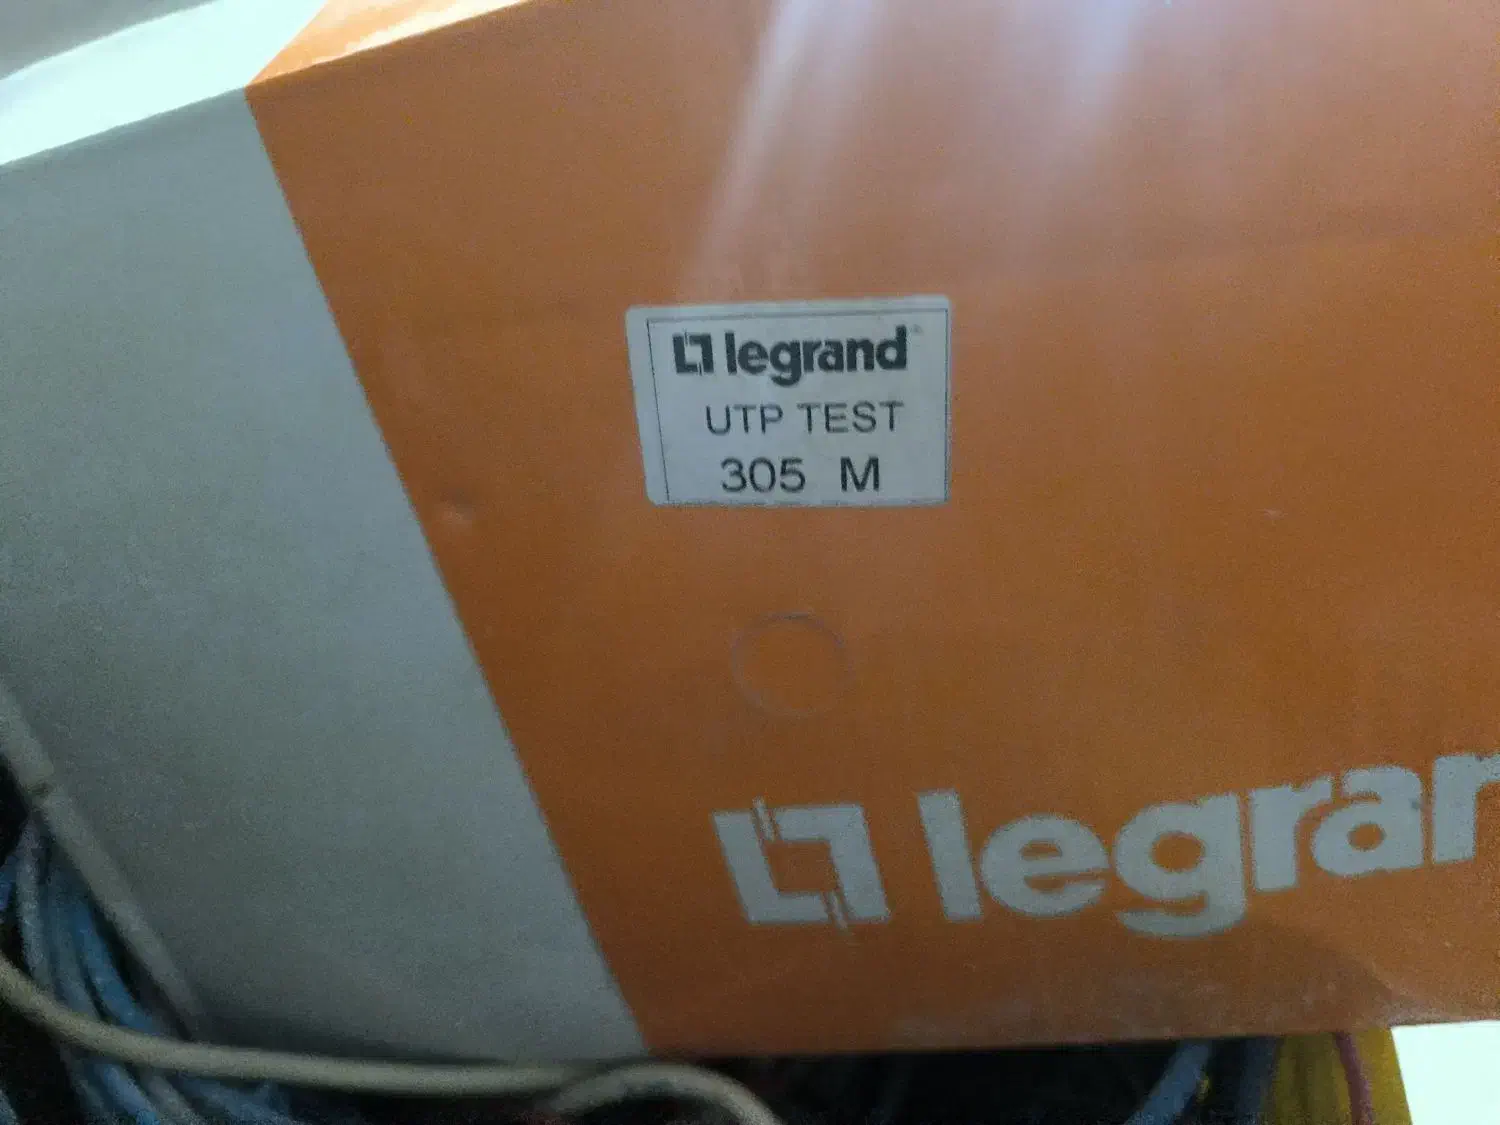 legrand
UTP TEST
305 M
legran